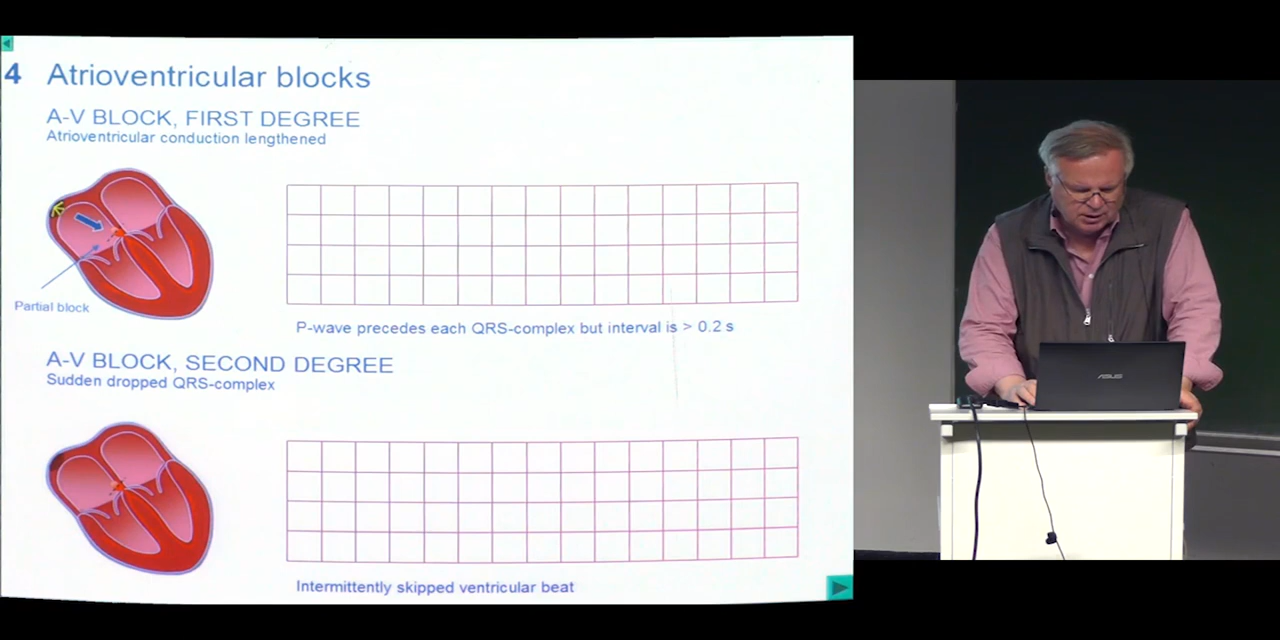 4 Atrioventricular blocks
A-V BLOCK, FIRST DEGREE
Atrioventricular conduction lengthened
Partial block
P-wave precedes each QRS-complex but interval is > 0.2 s
A-V BLOCK, SECOND DEGREE
Sudden dropped QRS-complex
Intermittently skipped ventricular beat
ASUS